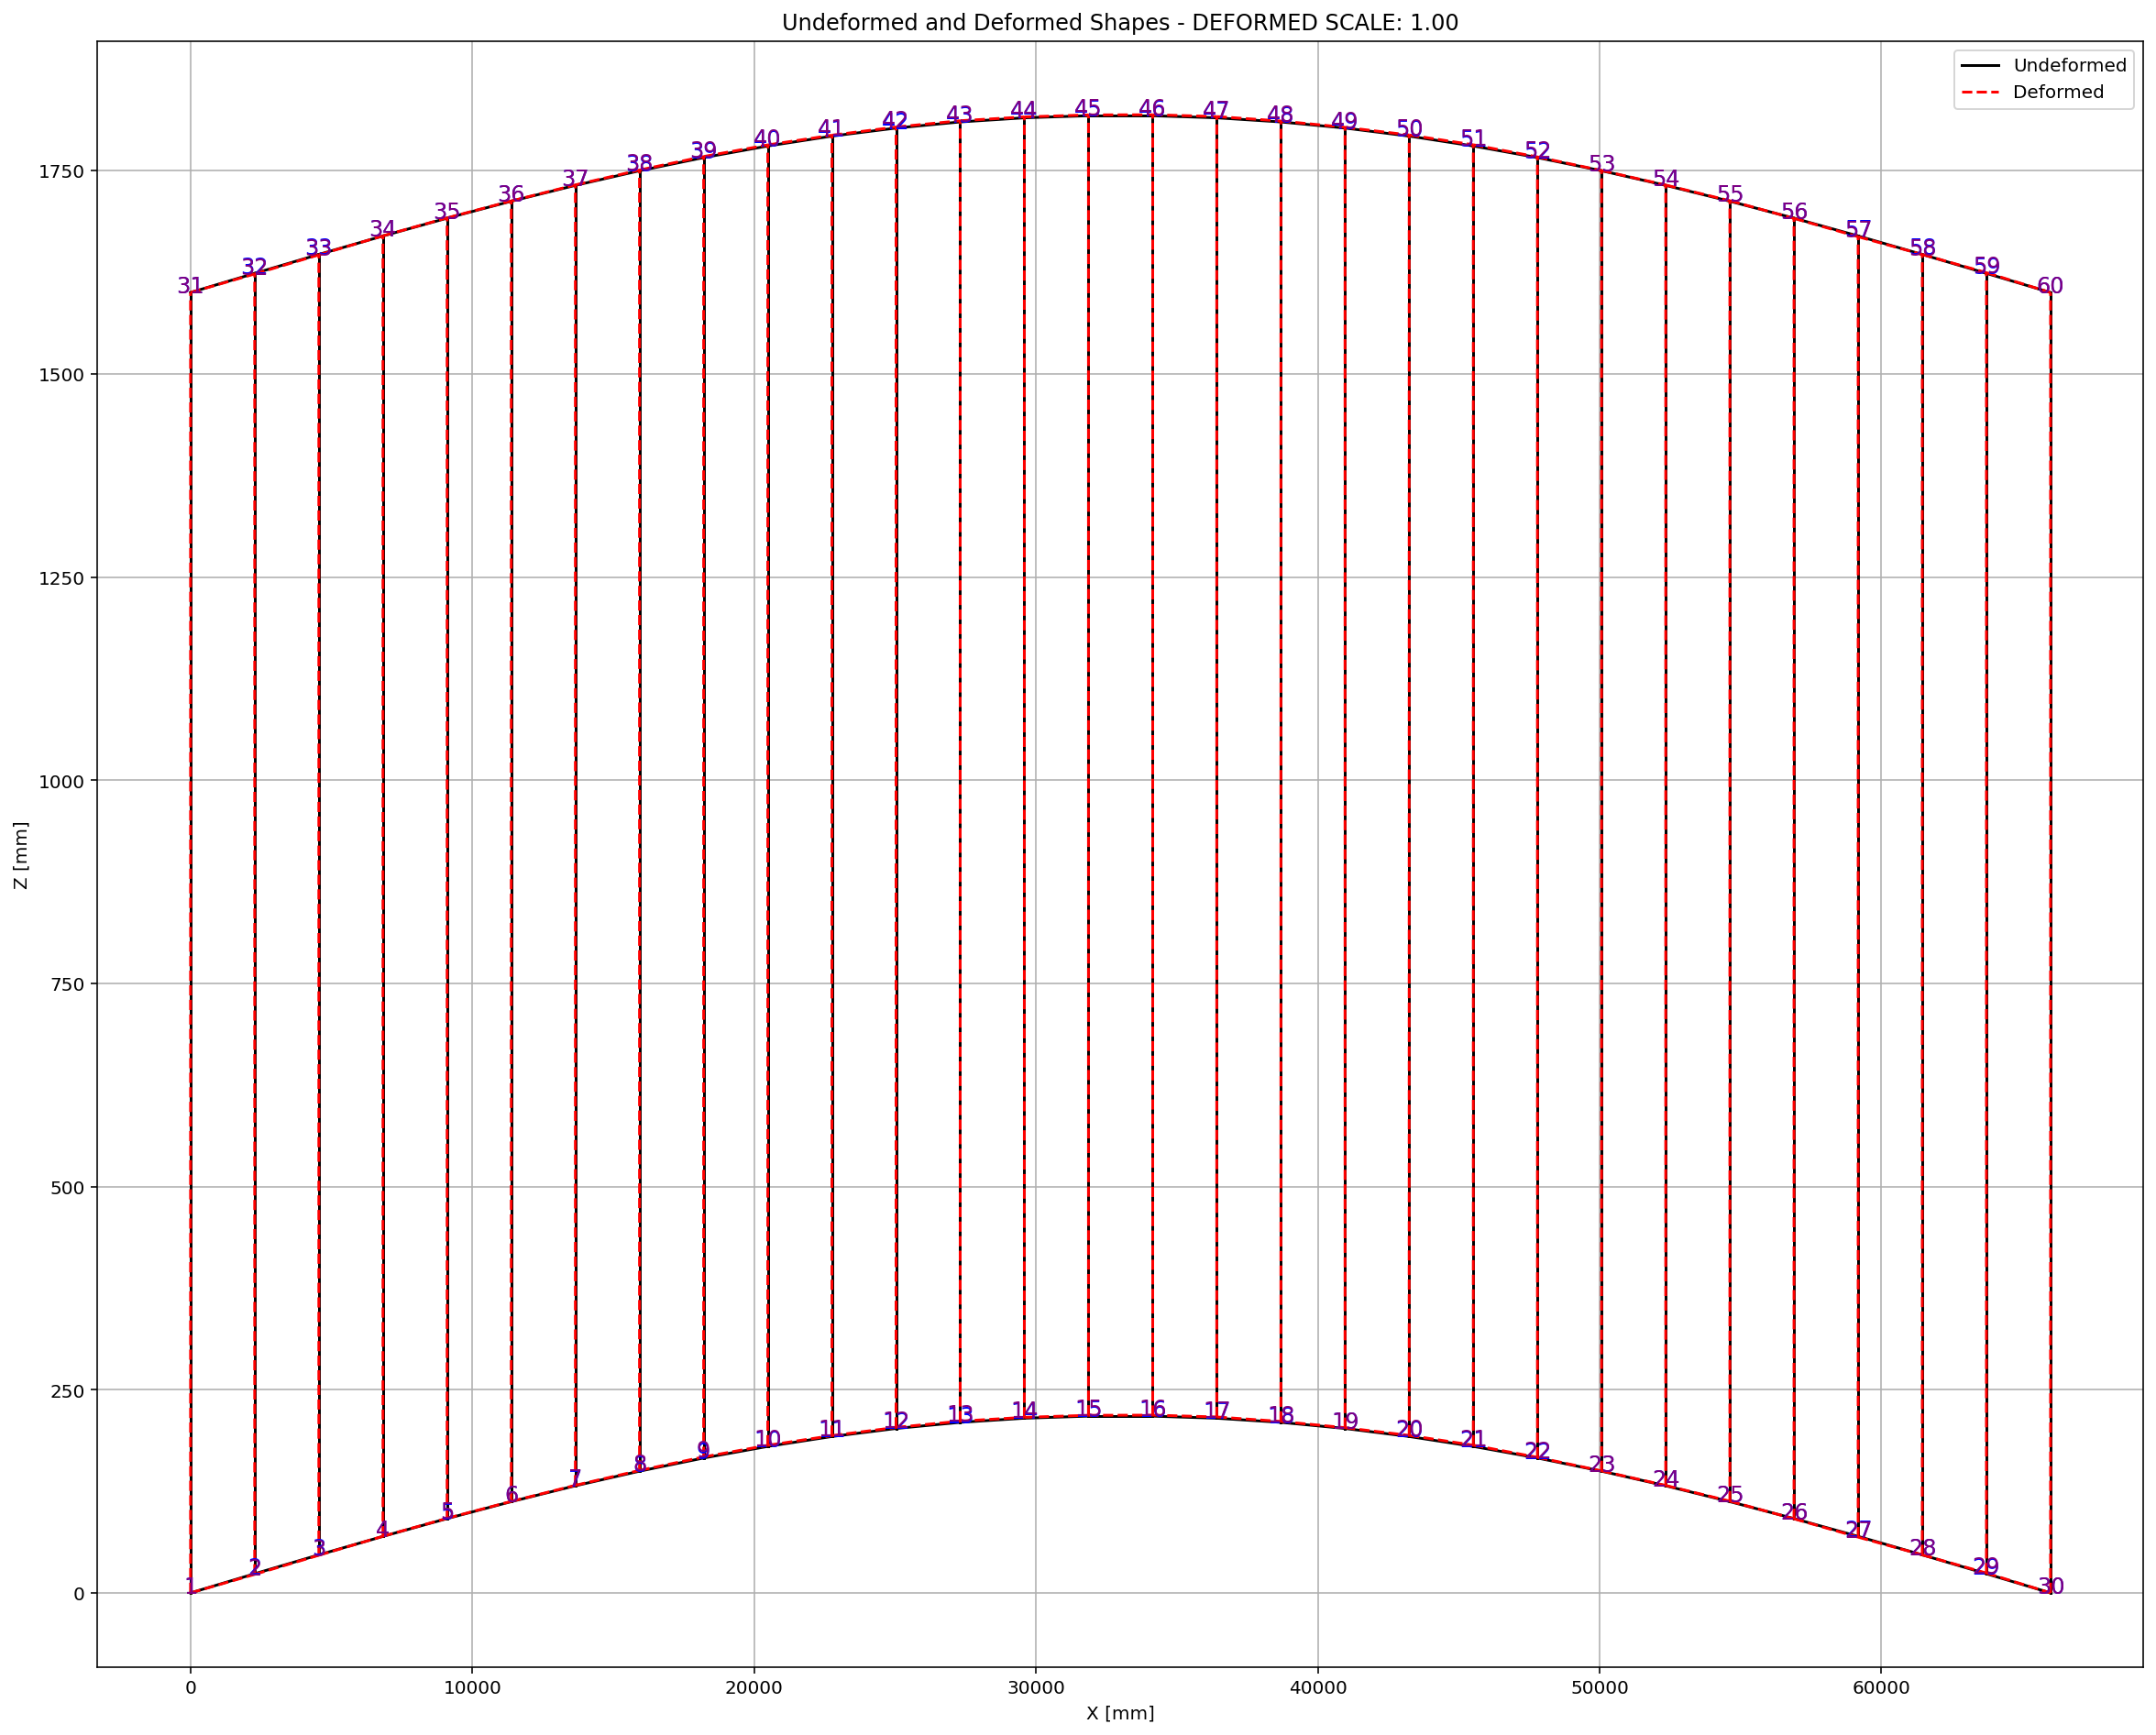 Undeformed and Deformed Shapes - DEFORMED SCALE: 1.00
Undeformed
Deformed
31 32 33 34 35 36 37 38 39 40 41 42 43 44 45 46 47 48 49 50 51 52 53 54 55 56 57 58 59 60
1 2 3 4 5 6 7 8 9 10 11 12 13 14 15 16 17 18 19 20 21 22 23 24 25 26 27 28 29 30
1750
1500
1250
1000
750
500
250
0
Z [mm]
0 10000 20000 30000 40000 50000 60000
X [mm]